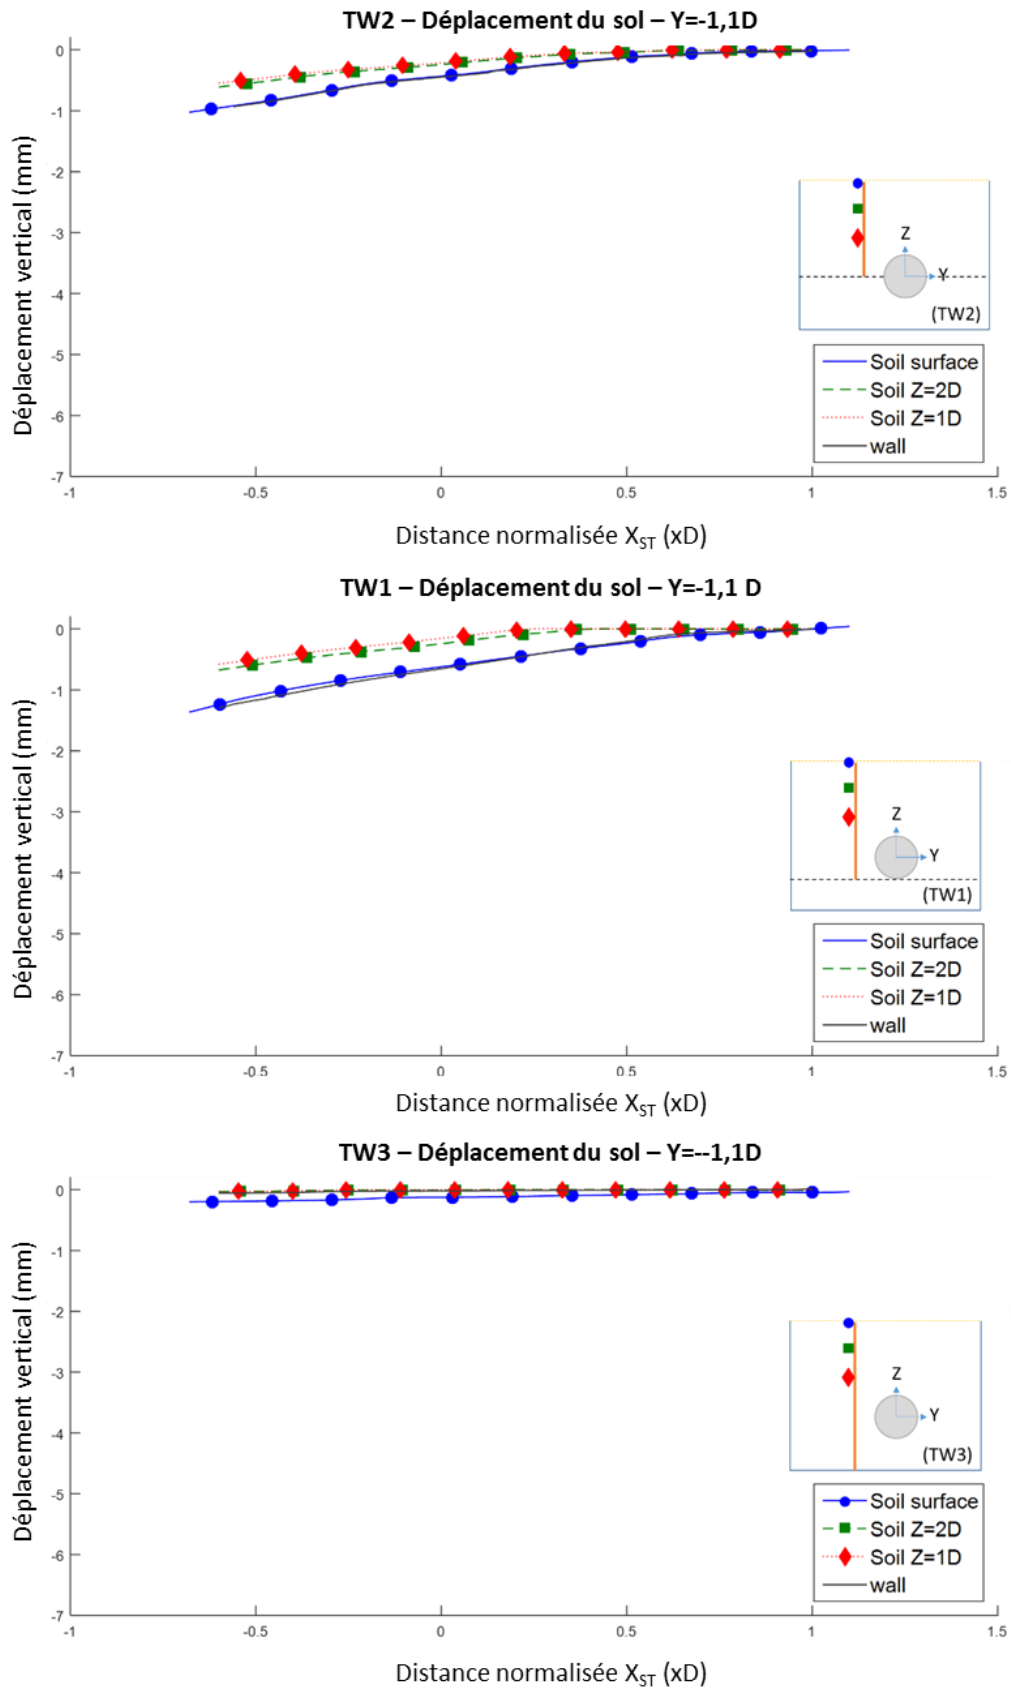 TW2 – Déplacement du sol – Y=-1,1D
Déplacement vertical (mm)
0
-1
-2
-3
-4
-5
-6
-7
-1
-0.5
0
0.5
1
1.5
Z
Y
(TW2)
Soil surface
Soil Z=2D
Soil Z=1D
wall
Distance normalisée XST (xD)
TW1 – Déplacement du sol – Y=-1,1 D
Déplacement vertical (mm)
0
-1
-2
-3
-4
-5
-6
-7
-1
-0.5
0
0.5
1
1.5
Z
Y
(TW1)
Soil surface
Soil Z=2D
Soil Z=1D
wall
Distance normalisée XST (xD)
TW3 – Déplacement du sol – Y=--1,1D
Déplacement vertical (mm)
0
-1
-2
-3
-4
-5
-6
-7
-1
-0.5
0
0.5
1
1.5
Z
Y
(TW3)
Soil surface
Soil Z=2D
Soil Z=1D
wall
Distance normalisée XST (xD)